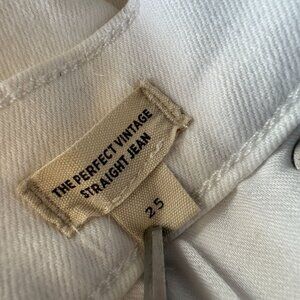 THE PERFECT VINTAGE
STRAIGHT JEAN
25